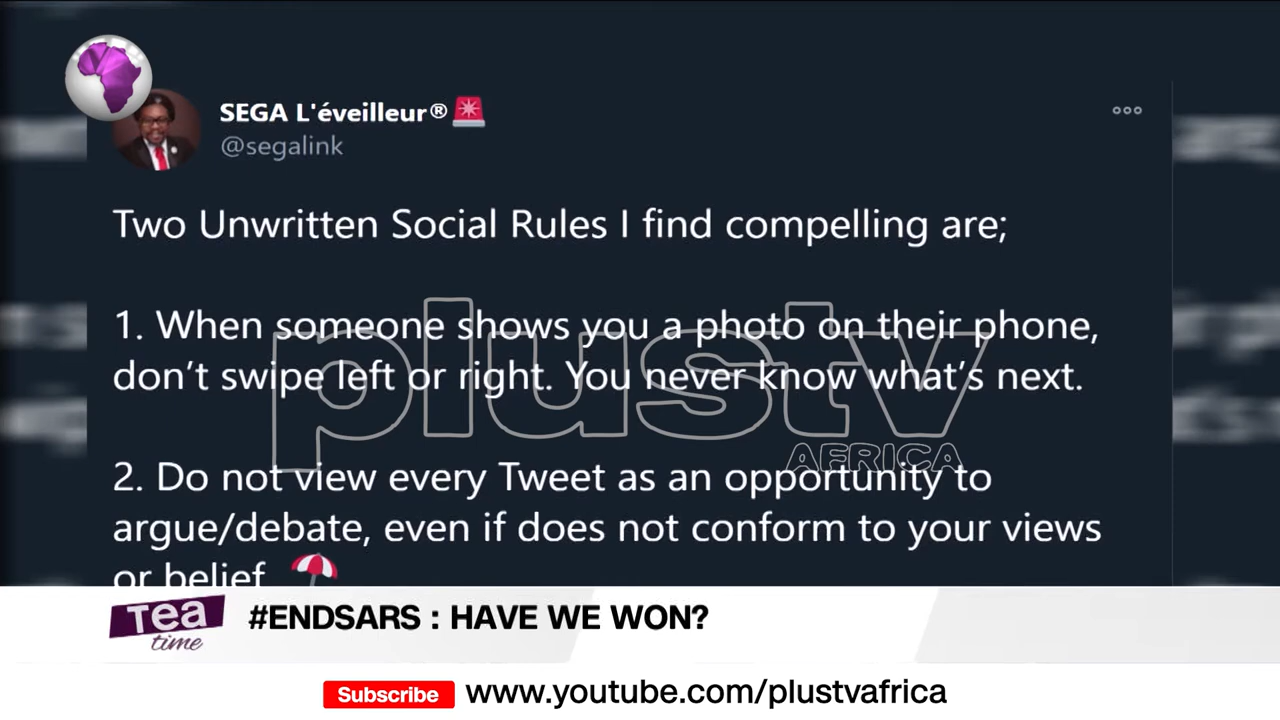 SEGA L'éveilleur®🚨
@segalink
Two Unwritten Social Rules I find compelling are;
1. When someone shows you a photo on their phone,
don't swipe left or right. You never know what's next.
2. Do not view every Tweet as an opportunity to
argue/debate, even if does not conform to your views
or belief ⛱
plustv
AFRICA
Tea
time
#ENDSARS : HAVE WE WON?
Subscribe
www.youtube.com/plustvafrica